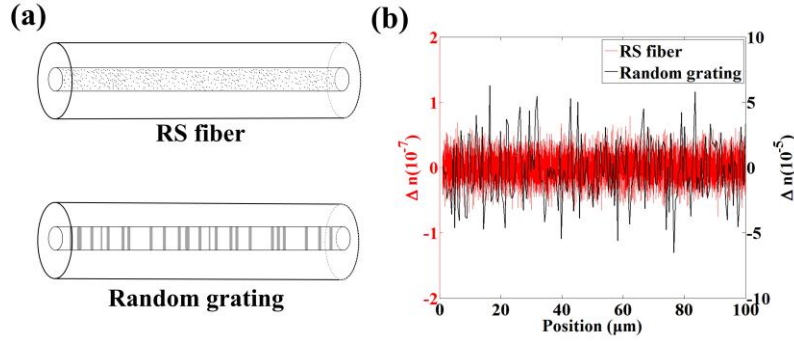 (a)
RS fiber
Random grating
(b)
2
1
0
-1
-2
Δ n(10⁻⁷)
RS fiber
Random grating
10
5
0
-5
-10
Δ n(10⁻⁵)
0 20 40 60 80 100
Position (μm)